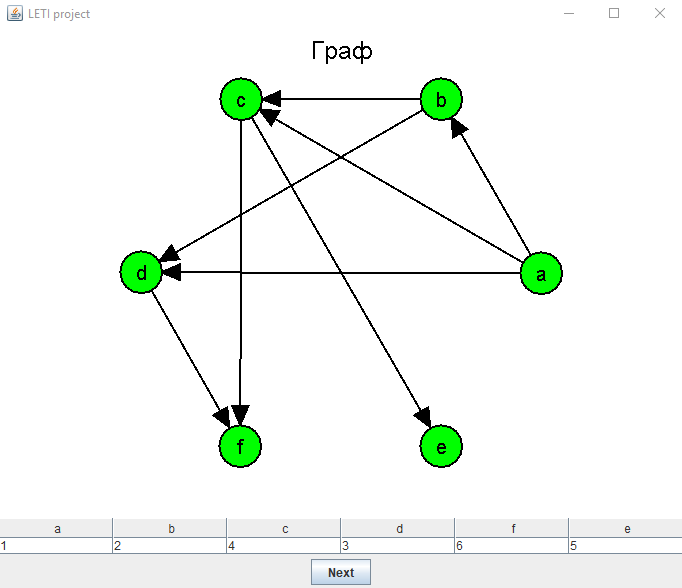 LETI project
Граф
c b
d a
f e
a b c d f e
1 2 4 3 6 5
Next